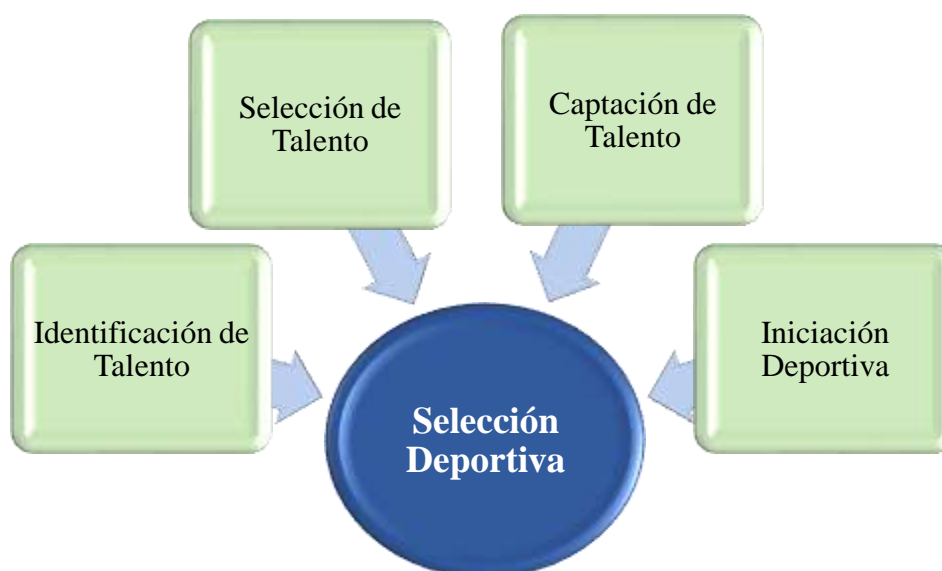 Selección de
Talento
Captación de
Talento
Identificación de
Talento
Iniciación
Deportiva
Selección
Deportiva